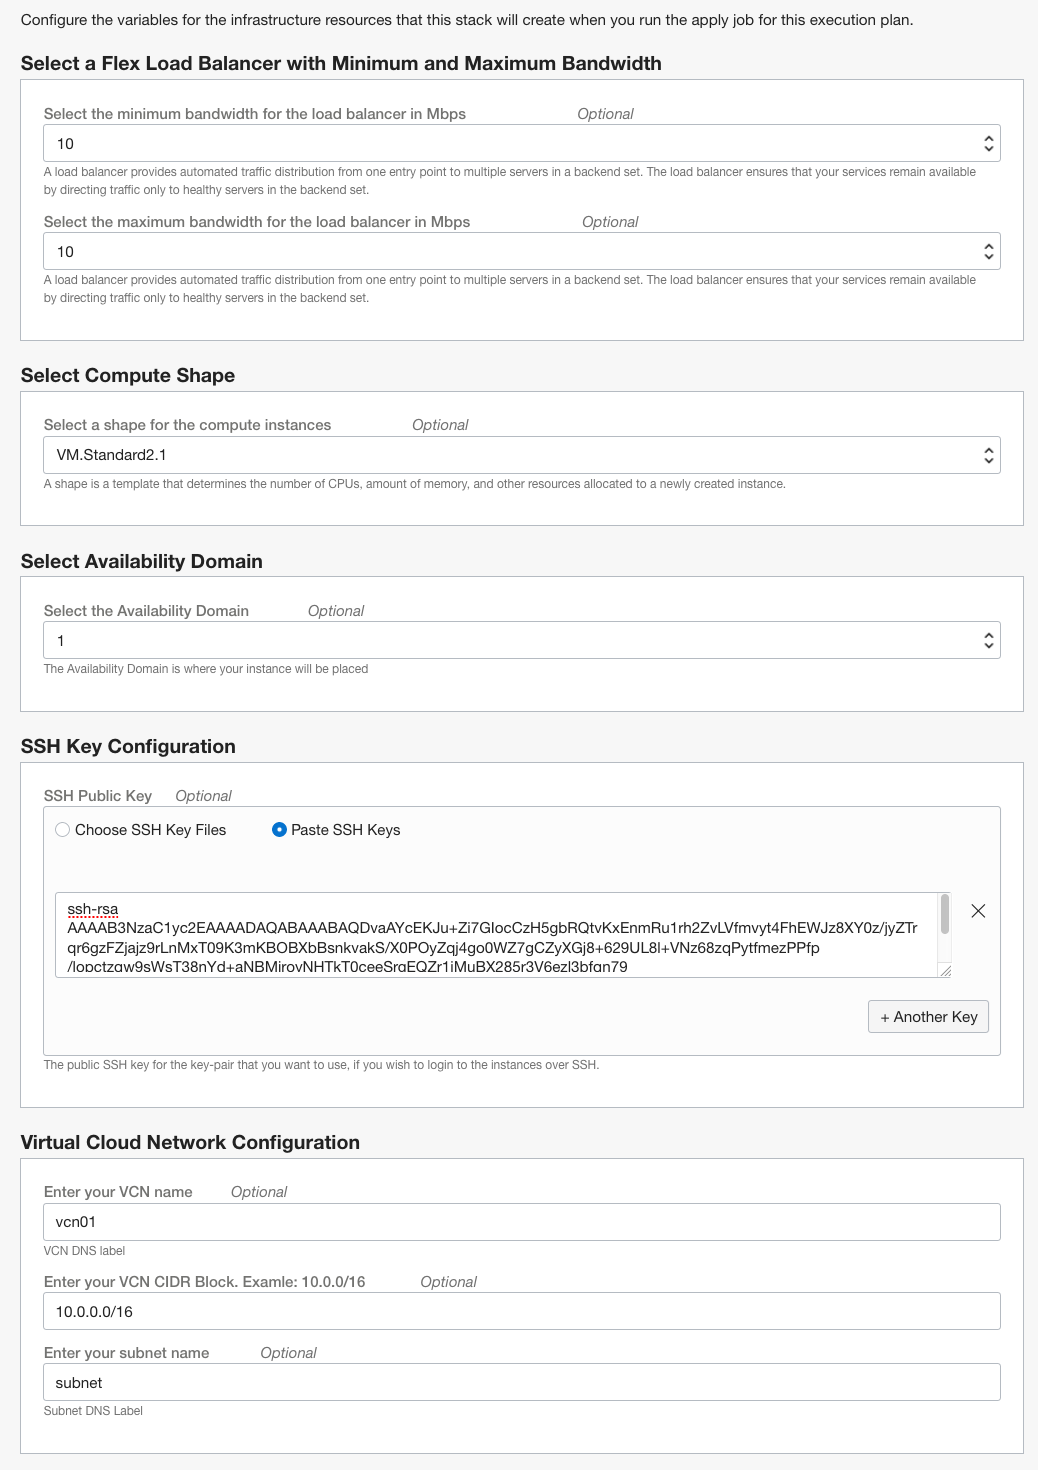 Configure the variables for the infrastructure resources that this stack will create when you run the apply job for this execution plan.
Select a Flex Load Balancer with Minimum and Maximum Bandwidth
Select the minimum bandwidth for the load balancer in Mbps Optional
10
A load balancer provides automated traffic distribution from one entry point to multiple servers in a backend set. The load balancer ensures that your services remain available
by directing traffic only to healthy servers in the backend set.
Select the maximum bandwidth for the load balancer in Mbps Optional
10
A load balancer provides automated traffic distribution from one entry point to multiple servers in a backend set. The load balancer ensures that your services remain available
by directing traffic only to healthy servers in the backend set.
Select Compute Shape
Select a shape for the compute instances Optional
VM.Standard2.1
A shape is a template that determines the number of CPUs, amount of memory, and other resources allocated to a newly created instance.
Select Availability Domain
Select the Availability Domain Optional
1
The Availability Domain is where your instance will be placed
SSH Key Configuration
SSH Public Key Optional
Choose SSH Key Files Paste SSH Keys
ssh-rsa
AAAAB3NzaC1yc2EAAAADAQABAAABAQDvaAYcEKJu+Zi7GIocCzH5gbRQtvKxEnmRu1rh2ZvLVfmvyt4FhEWJz8XY0z/jyZTr
qr6gzFZjajz9rLnMxT09K3mKBOBXbBsnkvakS/X0POyZqj4go0WZ7gCZyXGj8+629UL8I+VNz68zqPytfmezPPfp
/lopctzqw9sWsT38nYd+aNBMirovNHTkT0ceeSraEQZr1iMuBX285r3V6ezl3bfqn79
+ Another Key
The public SSH key for the key-pair that you want to use, if you wish to login to the instances over SSH.
Virtual Cloud Network Configuration
Enter your VCN name Optional
vcn01
VCN DNS label
Enter your VCN CIDR Block. Examle: 10.0.0/16 Optional
10.0.0.0/16
Enter your subnet name Optional
subnet
Subnet DNS Label